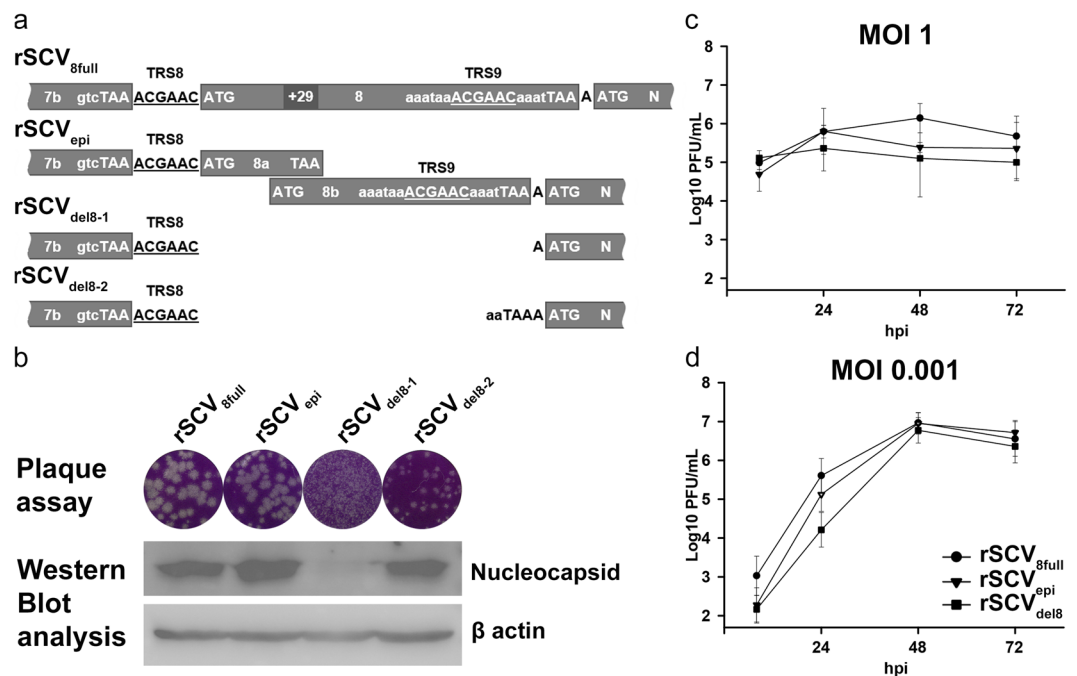 a
rSCV8full
TRS8
TRS9
7b gtcTAA ACGAAC ATG +29 8 aaataaACGAACaaatTAA A ATG N
rSCVepi
TRS8
7b gtcTAA ACGAAC ATG 8a TAA
TRS9
ATG 8b aaataaACGAACaaatTAA A ATG N
rSCVdel8-1
TRS8
7b gtcTAA ACGAAC A ATG N
rSCVdel8-2
TRS8
7b gtcTAA ACGAAC aaTAAA ATG N
b
rSCV8full
rSCVepi
rSCVdel8-1
rSCVdel8-2
Plaque
assay
Western
Blot
analysis
Nucleocapsid
β actin
c
MOI 1
Log10 PFU/mL
8
7
6
5
4
3
2
24 48 72
hpi
d
MOI 0.001
Log10 PFU/mL
8
7
6
5
4
3
2
rSCV8full
rSCVepi
rSCVdel8
24 48 72
hpi